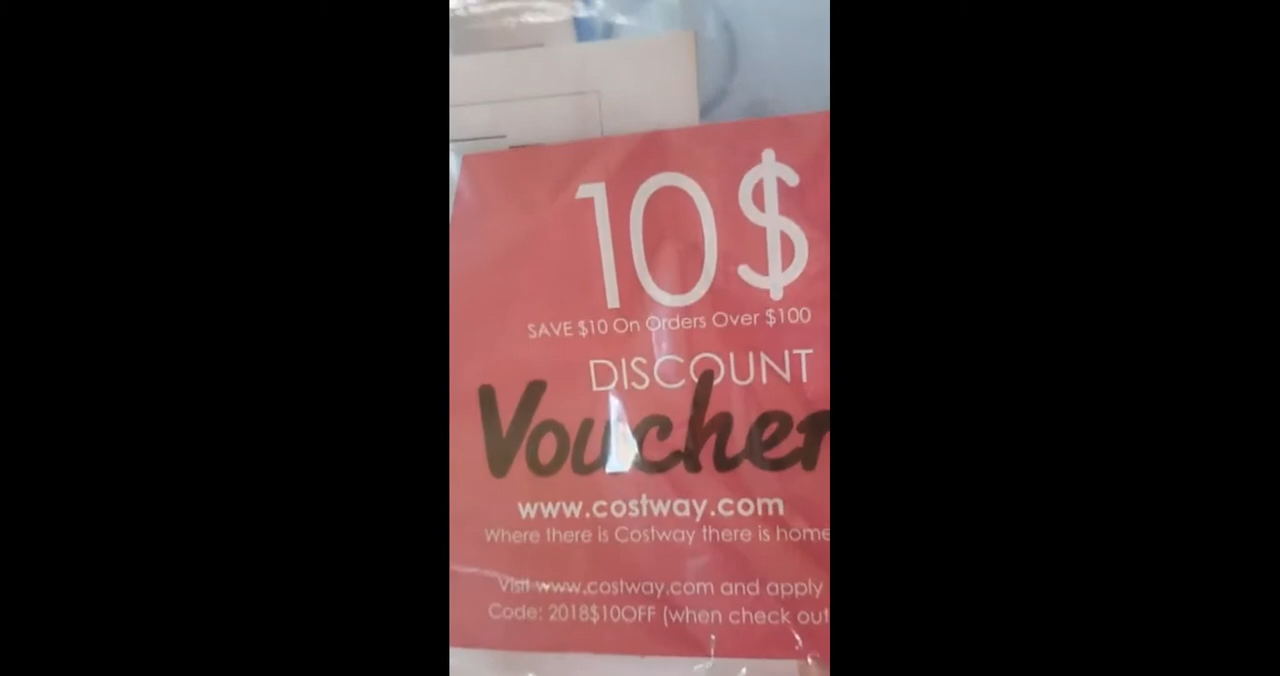 10$
SAVE $10 On Orders Over $100
DISCOUNT
Voucher
www.costway.com
Where there is Costway there is home
Visit www.costway.com and apply
Code: 2018$10OFF (when check out